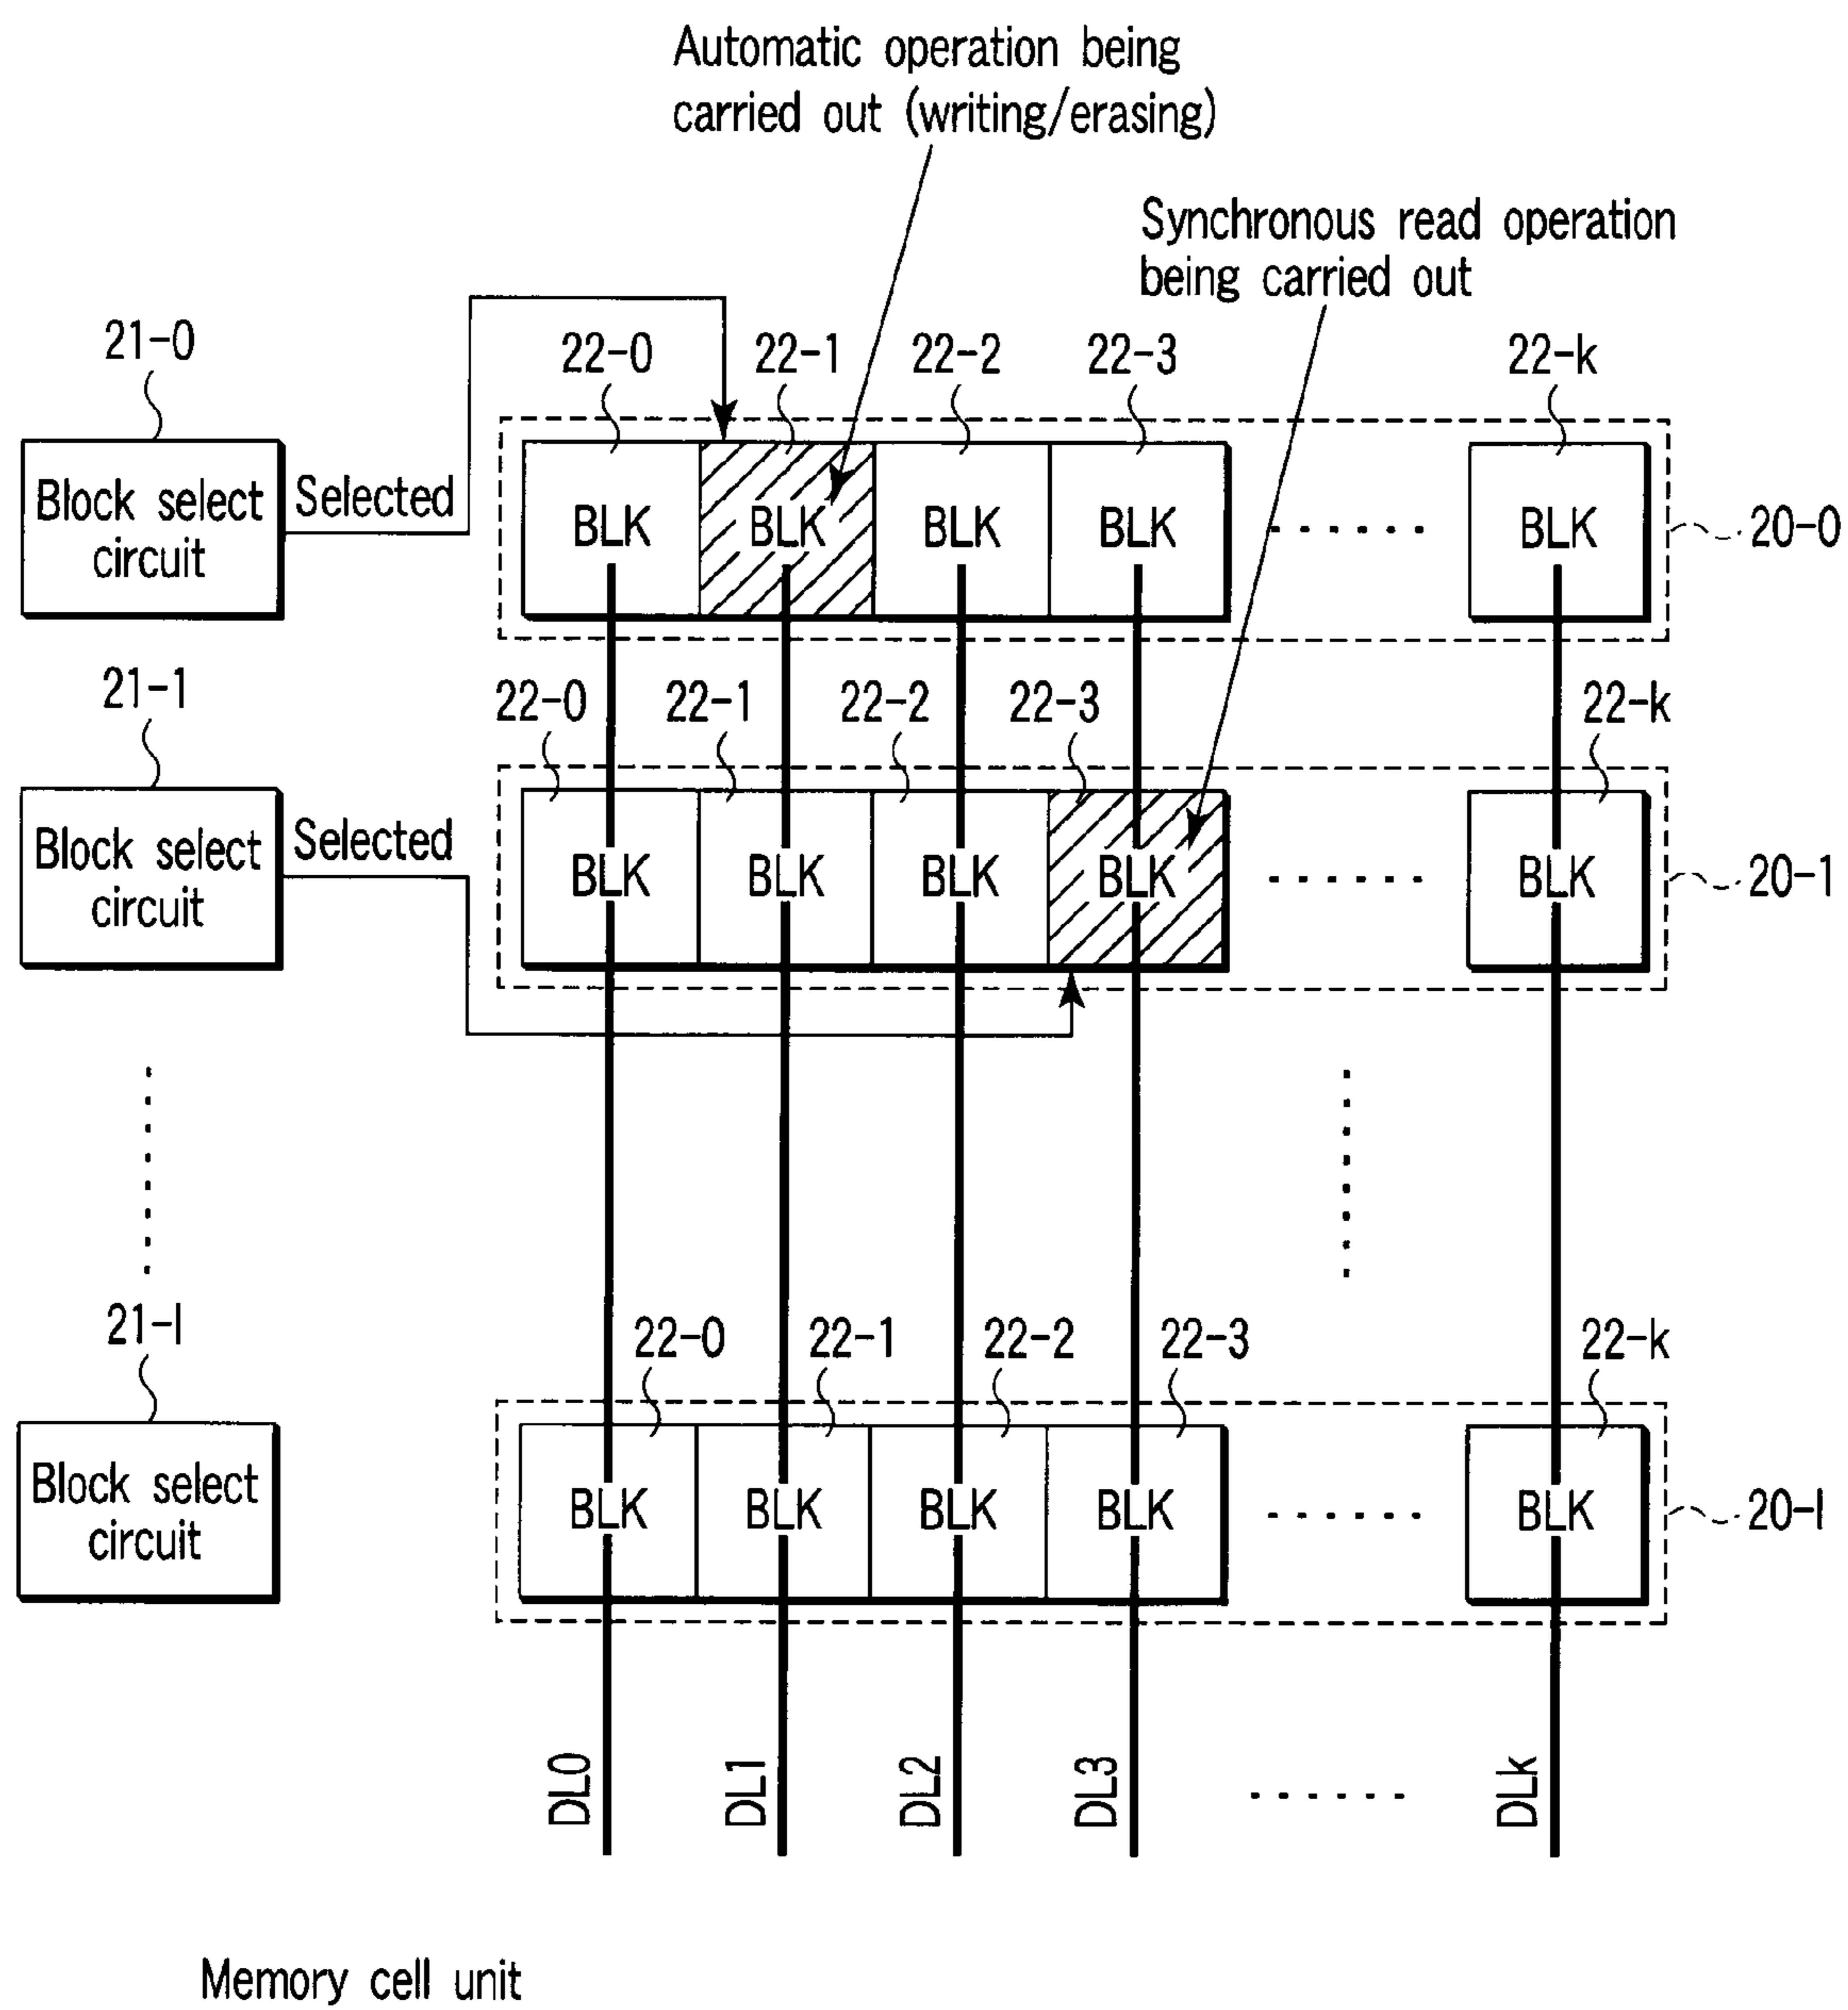 Automatic operation being
carried out (writing/erasing)
Synchronous read operation
being carried out
21-0
22-0 22-1 22-2 22-3 22-k
Block select
circuit
Selected
BLK BLK BLK BLK ...... BLK
20-0
21-1
22-0 22-1 22-2 22-3 22-k
Block select
circuit
Selected
BLK BLK BLK BLK ...... BLK
20-1
21-l
22-0 22-1 22-2 22-3 22-k
Block select
circuit
BLK BLK BLK BLK ...... BLK
20-l
DL0 DL1 DL2 DL3 ...... DLk
Memory cell unit